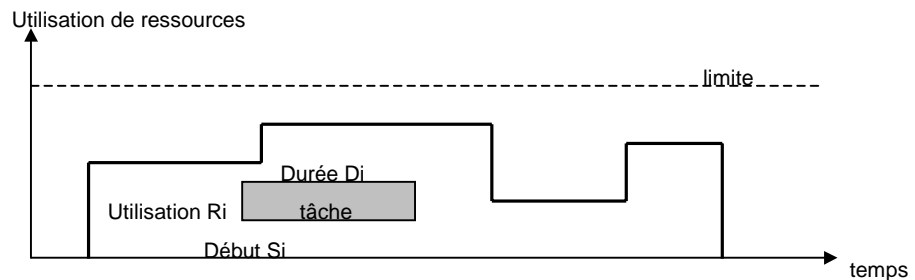 Utilisation de ressources
limite
Durée Di
Utilisation Ri
tâche
Début Si
temps